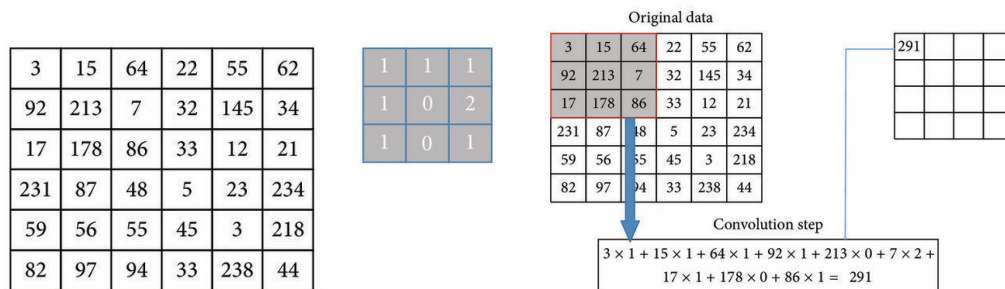 3 15 64 22 55 62
92 213 7 32 145 34
17 178 86 33 12 21
231 87 48 5 23 234
59 56 55 45 3 218
82 97 94 33 238 44
1 1 1
1 0 2
1 0 1
Original data
3 15 64 22 55 62
92 213 7 32 145 34
17 178 86 33 12 21
231 87 48 5 23 234
59 56 55 45 3 218
82 97 94 33 238 44
291
Convolution step
3 × 1 + 15 × 1 + 64 × 1 + 92 × 1 + 213 × 0 + 7 × 2 +
17 × 1 + 178 × 0 + 86 × 1 = 291